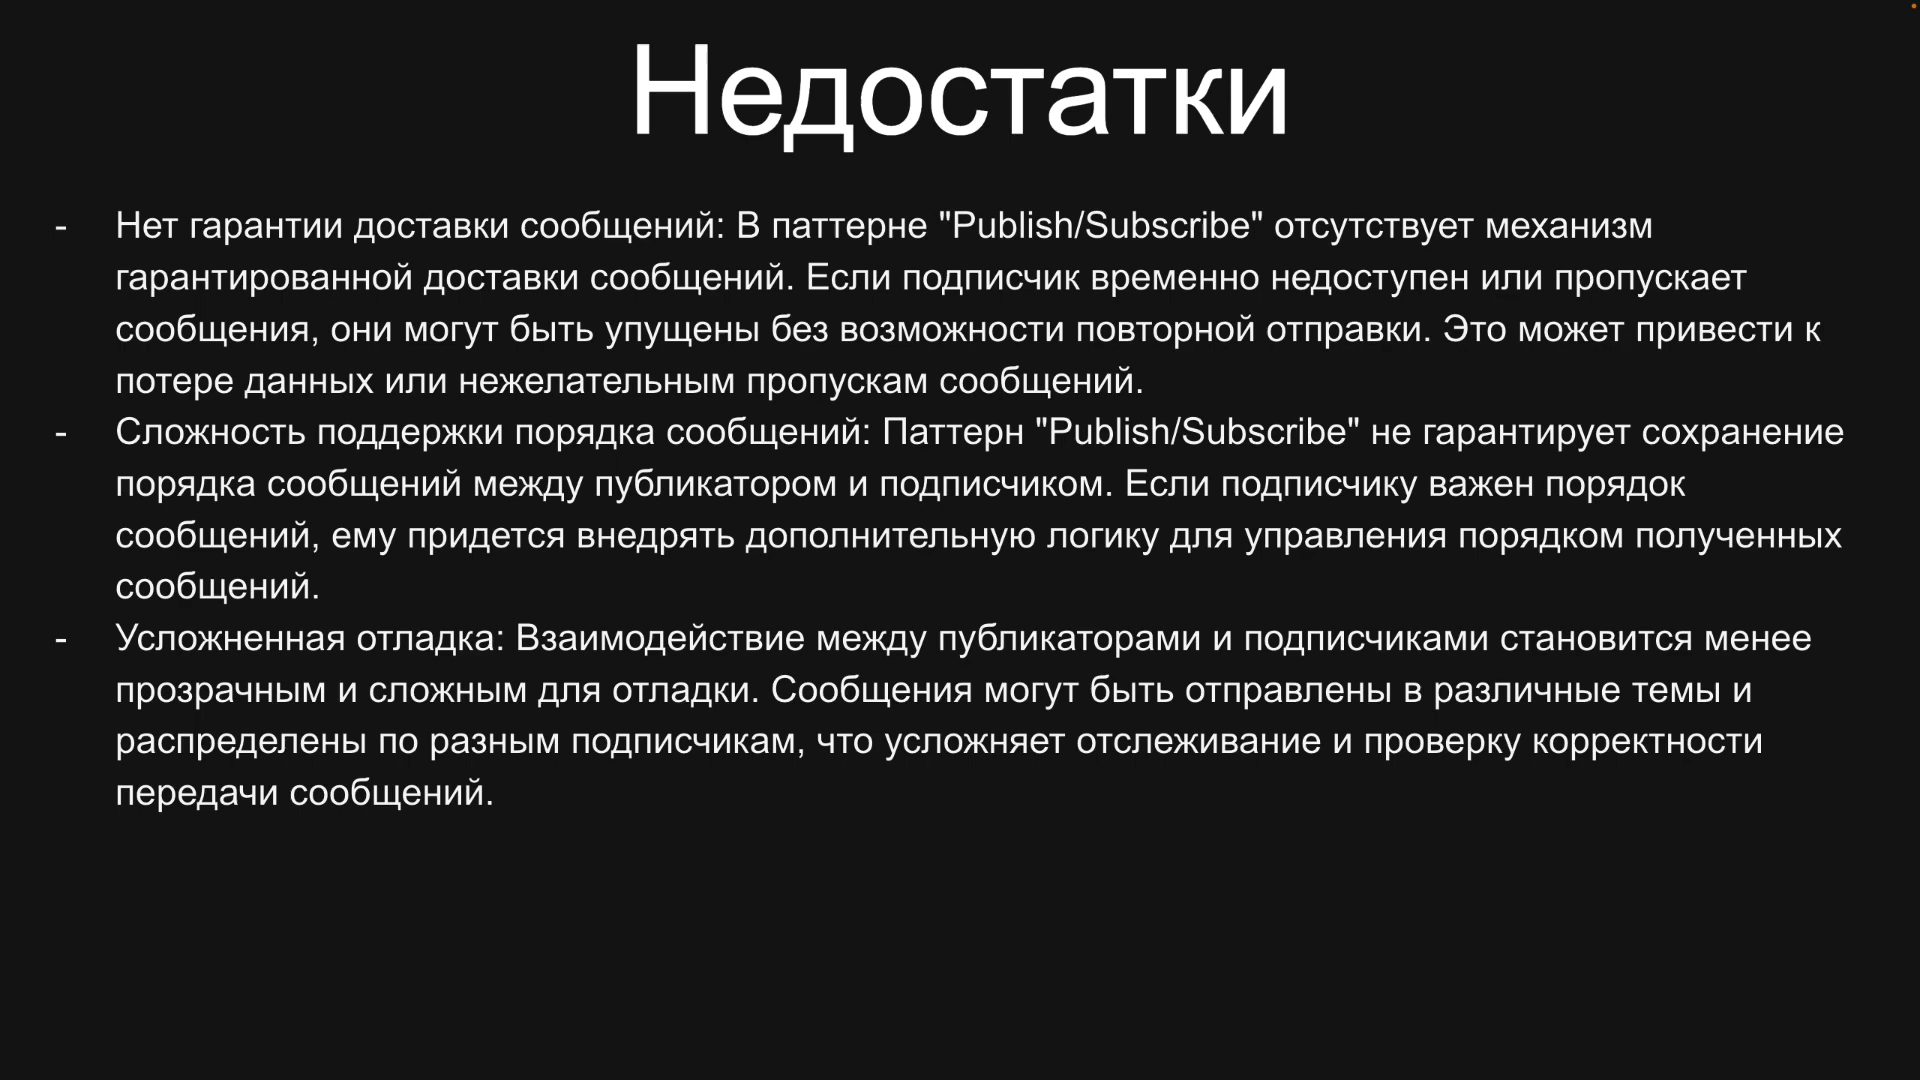 Недостатки
- Нет гарантии доставки сообщений: В паттерне "Publish/Subscribe" отсутствует механизм
гарантированной доставки сообщений. Если подписчик временно недоступен или пропускает
сообщения, они могут быть упущены без возможности повторной отправки. Это может привести к
потере данных или нежелательным пропускам сообщений.
- Сложность поддержки порядка сообщений: Паттерн "Publish/Subscribe" не гарантирует сохранение
порядка сообщений между публикатором и подписчиком. Если подписчику важен порядок
сообщений, ему придется внедрять дополнительную логику для управления порядком полученных
сообщений.
- Усложненная отладка: Взаимодействие между публикаторами и подписчиками становится менее
прозрачным и сложным для отладки. Сообщения могут быть отправлены в различные темы и
распределены по разным подписчикам, что усложняет отслеживание и проверку корректности
передачи сообщений.